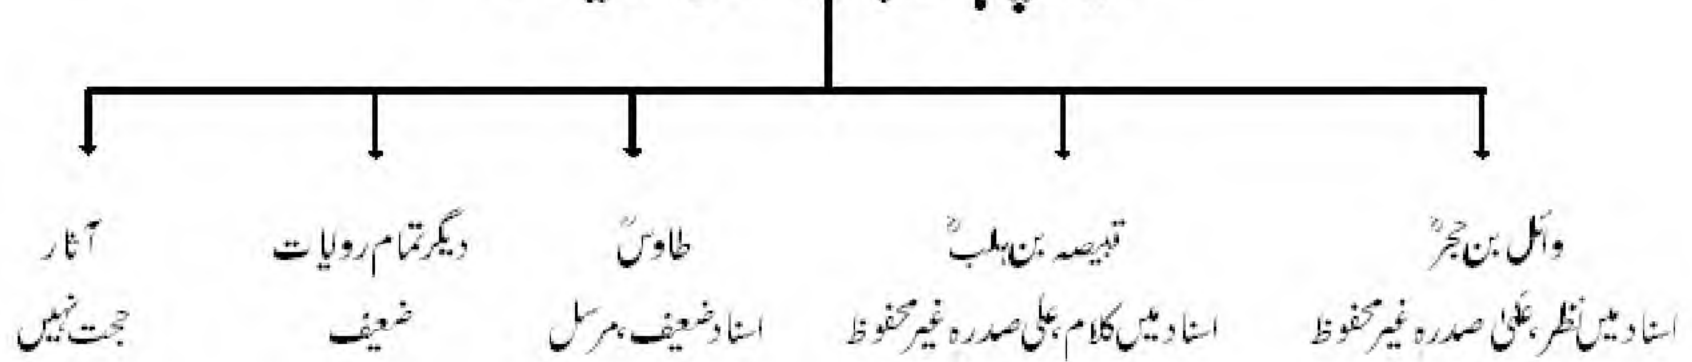 وائل بن حجرؓ
قبیصہ بن ہلبؒ
طاوسؒ
دیگر تمام روایات
آثار
اسناد میں نظر، علیٰ صدرہ غیر محفوظ
اسناد میں کلام، علی صدرہ غیر محفوظ
اسناد ضعیف، مرسل
ضعیف
حجت نہیں